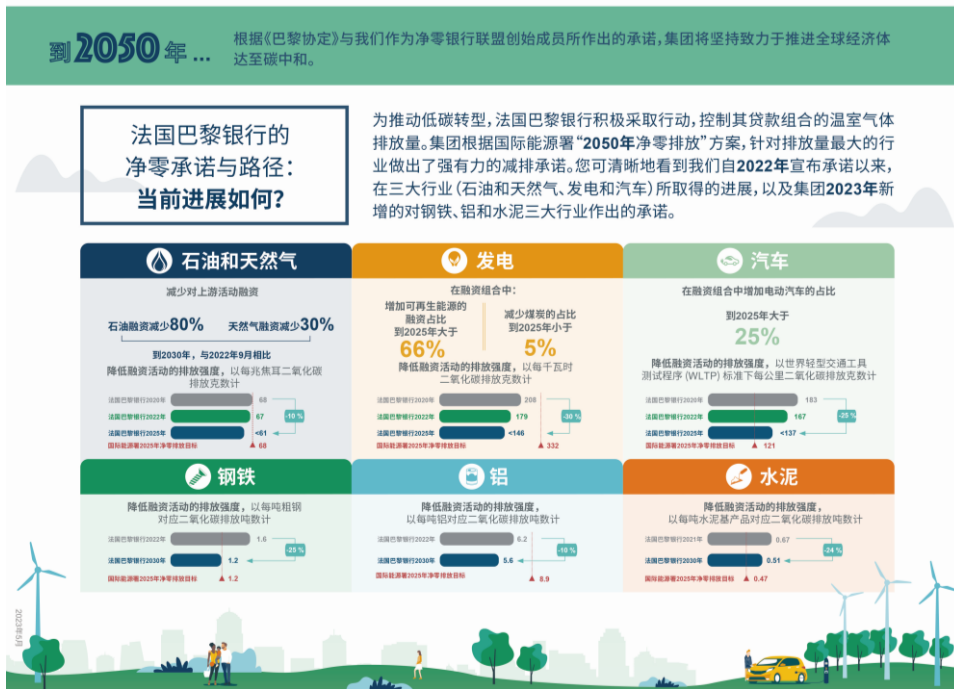 到2050年...
根据《巴黎协定》与我们作为净零银行联盟创始成员所作出的承诺,集团将坚持致力于推进全球经济体
达至碳中和。
法国巴黎银行的
净零承诺与路径:
当前进展如何?
为推动低碳转型,法国巴黎银行积极采取行动,控制其贷款组合的温室气体
排放量。集团根据国际能源署“2050年净零排放”方案,针对排放量最大的行
业做出了强有力的减排承诺。您可清晰地看到我们自2022年宣布承诺以来,
在三大行业(石油和天然气、发电和汽车)所取得的进展,以及集团2023年新
增的对钢铁、铝和水泥三大行业作出的承诺。
石油和天然气
减少对上游活动融资
石油融资减少80% 天然气融资减少30%
到2030年,与2022年9月相比
降低融资活动的排放强度,以每兆焦耳二氧化碳
排放克数计
法国巴黎银行2020年 68
法国巴黎银行2022年 67
-10 %
法国巴黎银行2025年 <61
国际能源署2025年净零排放目标 68
发电
在融资组合中:
增加可再生能源的
融资占比
到2025年大于
66%
减少煤炭的占比
到2025年小于
5%
降低融资活动的排放强度,以每千瓦时
二氧化碳排放克数计
法国巴黎银行2020年 208
法国巴黎银行2022年 179
-30 %
法国巴黎银行2025年 <146
国际能源署2025年净零排放目标 332
汽车
在融资组合中增加电动汽车的占比
到2025年大于
25%
降低融资活动的排放强度,以世界轻型交通工具
测试程序 (WLTP) 标准下每公里二氧化碳排放克数计
法国巴黎银行2020年 183
法国巴黎银行2022年 167
-25 %
法国巴黎银行2025年 <137
国际能源署2025年净零排放目标 121
钢铁
降低融资活动的排放强度,以每吨粗钢
对应二氧化碳排放吨数计
法国巴黎银行2022年 1.6
-25 %
法国巴黎银行2030年 1.2
国际能源署2025年净零排放目标 1.2
铝
降低融资活动的排放强度,
以每吨铝对应二氧化碳排放吨数计
法国巴黎银行2022年 6.2
-10 %
法国巴黎银行2030年 5.6
国际能源署2025年净零排放目标 8.9
水泥
降低融资活动的排放强度,
以每吨水泥基产品对应二氧化碳排放吨数计
法国巴黎银行2021年 0.67
-24 %
法国巴黎银行2030年 0.51
国际能源署2025年净零排放目标 0.47
2023年5月